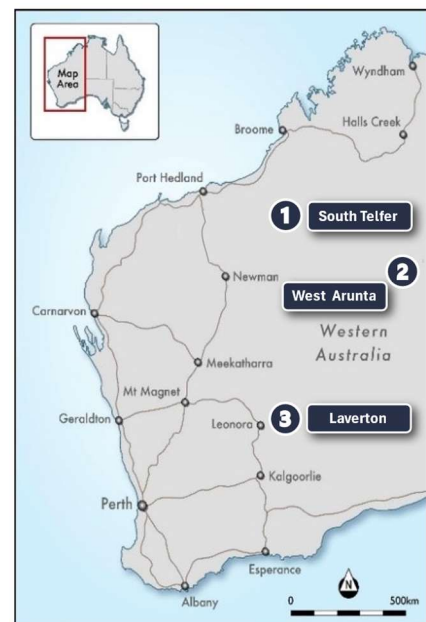 Map
Area
Wyndham
Halls Creek
Broome
Port Hedland
1 South Telfer
2
Newman
West Arunta
Carnarvon
Western
Australia
Meekatharra
Mt Magnet
Geraldton
Leonora
3 Laverton
Kalgoorlie
Perth
Esperance
Albany
N
0 500km